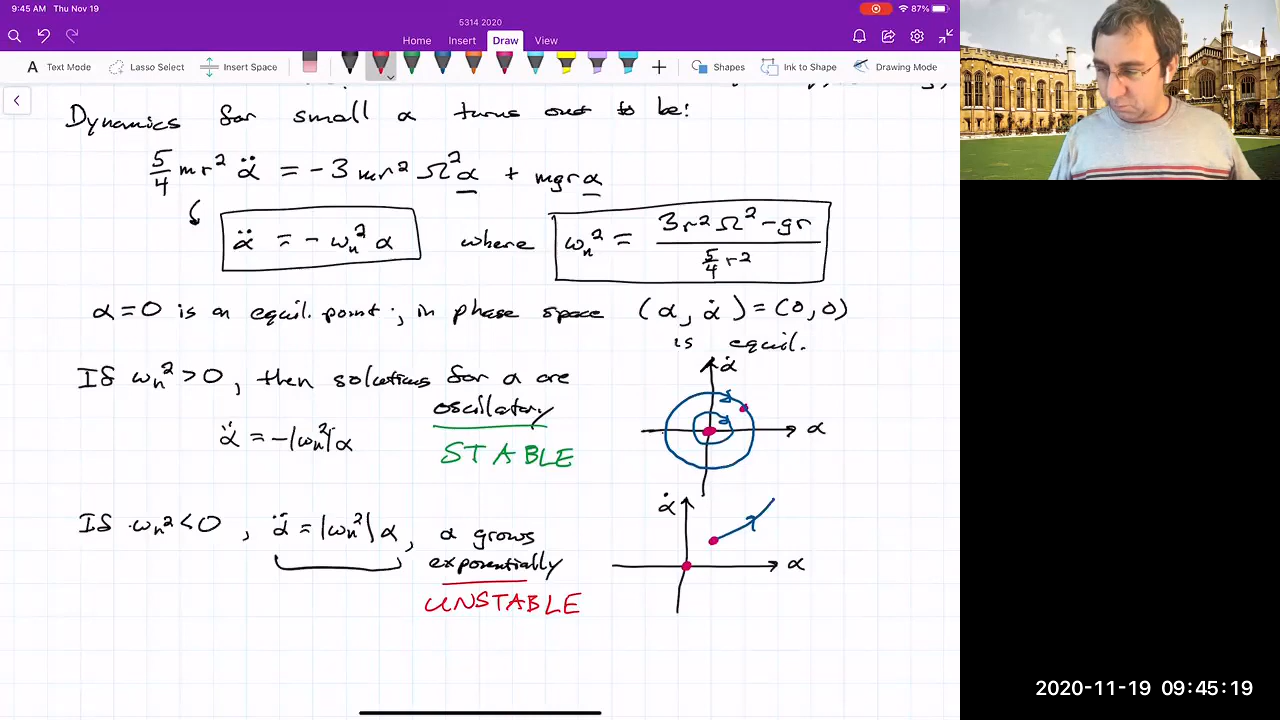 9:45 AM Thu Nov 19
87%
5314 2020
Home Insert Draw View
Text Mode Lasso Select Insert Space Shapes Ink to Shape Drawing Mode
Dynamics for small α turns out to be:
5/4 mr² α̈ = -3mr² Ω² α + mgr α
α̈ = -ωₙ² α where ωₙ² = (3r²Ω² - gr) / (5/4 r²)
α=0 is an equil. point; in phase space (α, α̇) = (0, 0)
is equil.
If ωₙ² > 0, then solutions for α are
oscilatory
α̈ = -|ωₙ²| α
STABLE
α̇
α
If ωₙ² < 0, α̈ = |ωₙ²| α, α grows
exponentially
UNSTABLE
α̇
α
2020-11-19 09:45:19